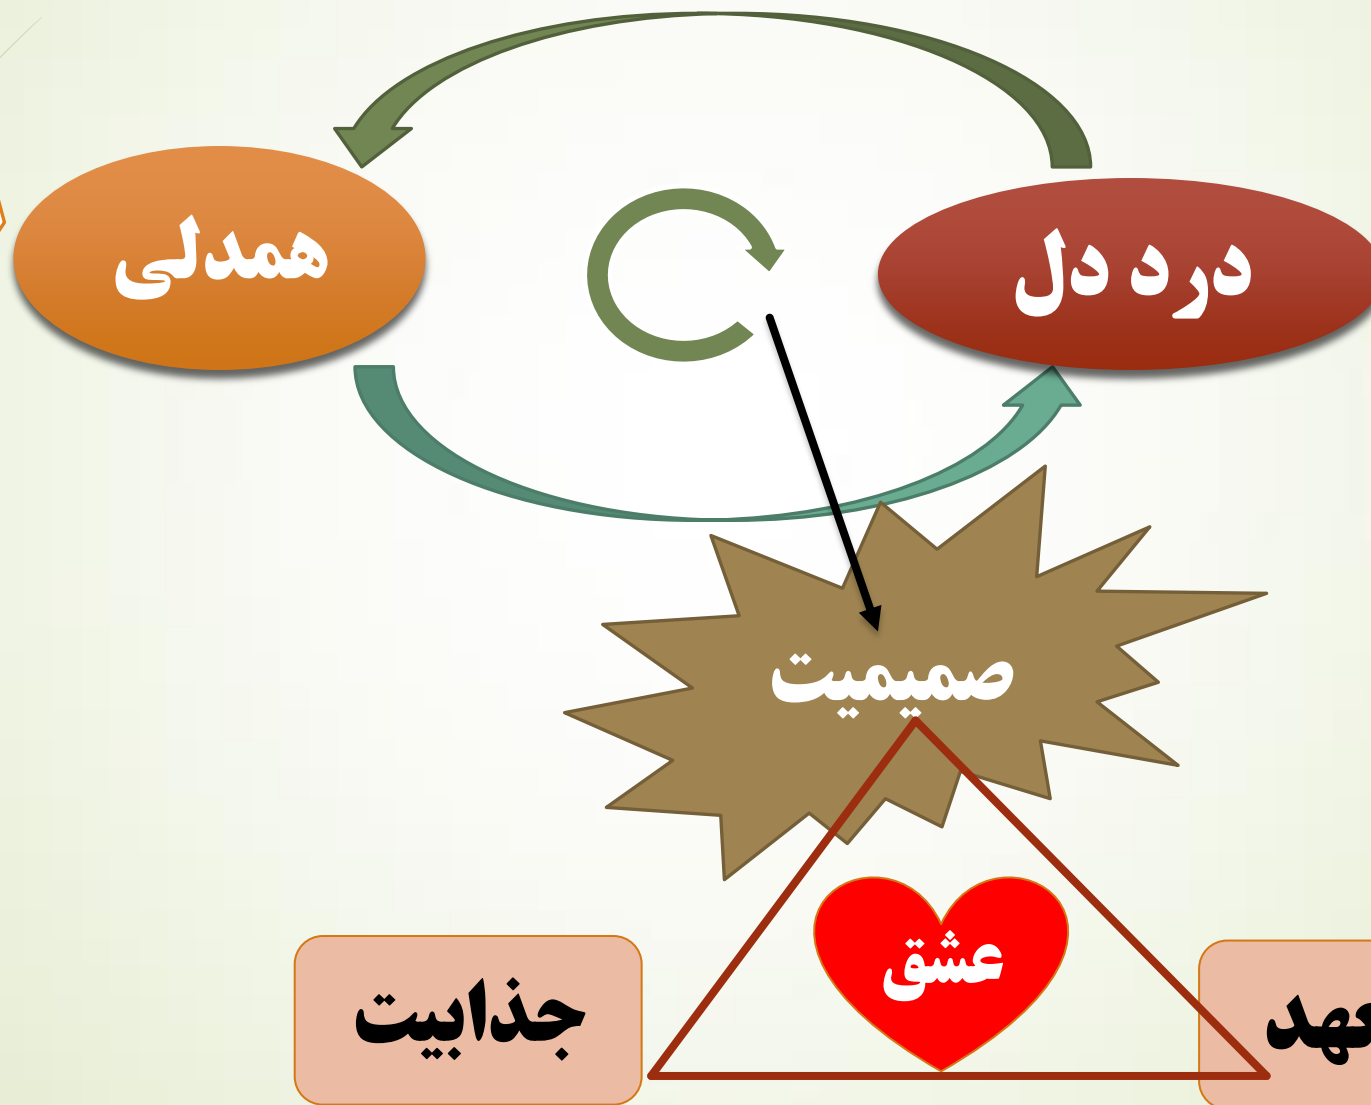 درد دل
همدلی
صمیمیت
عشق
جذابیت